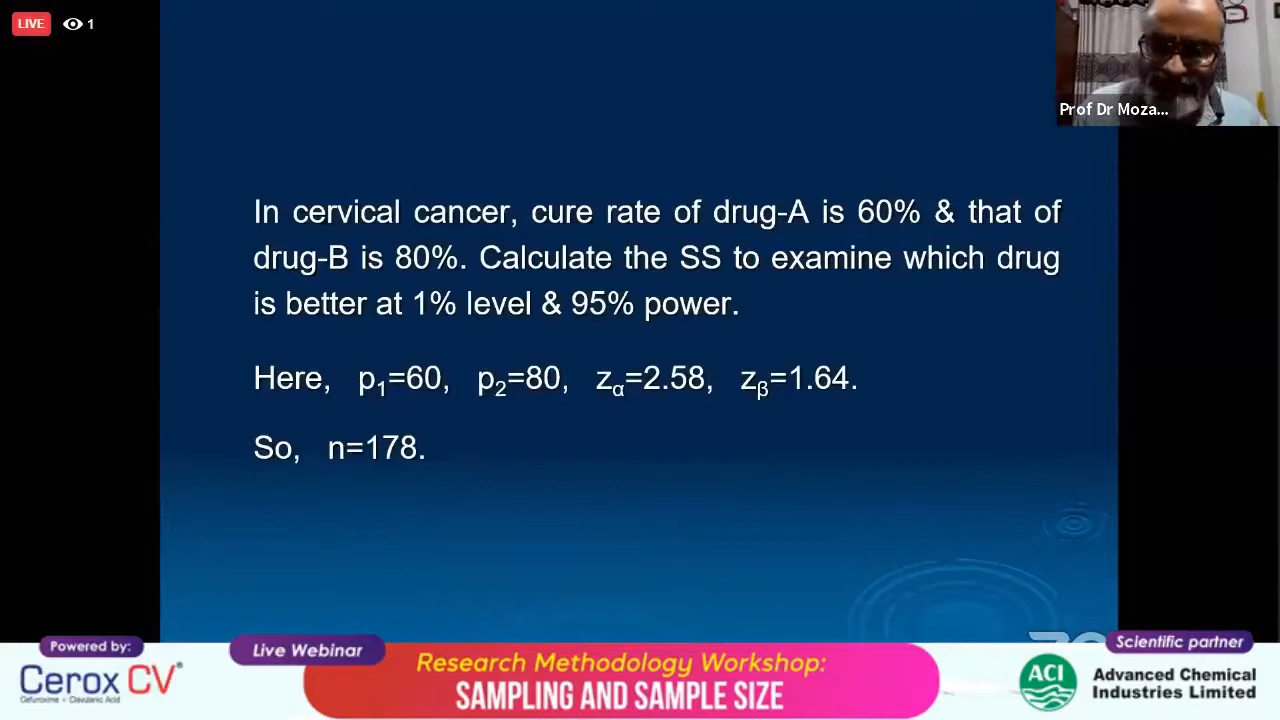 LIVE 1
Prof Dr Moza...
In cervical cancer, cure rate of drug-A is 60% & that of
drug-B is 80%. Calculate the SS to examine which drug
is better at 1% level & 95% power.
Here, p₁=60, p₂=80, zα=2.58, zᵦ=1.64.
So, n=178.
Powered by:
Cerox CV®
Cefuroxime + Clavulanic Acid
Live Webinar
Research Methodology Workshop:
SAMPLING AND SAMPLE SIZE
Scientific partner
ACI
Advanced Chemical
Industries Limited